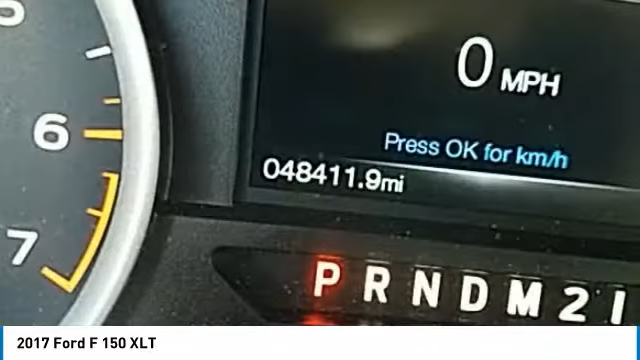 0 MPH
6
Press OK for km/h
048411.9mi
7
P R N D M 2 1
2017 Ford F 150 XLT